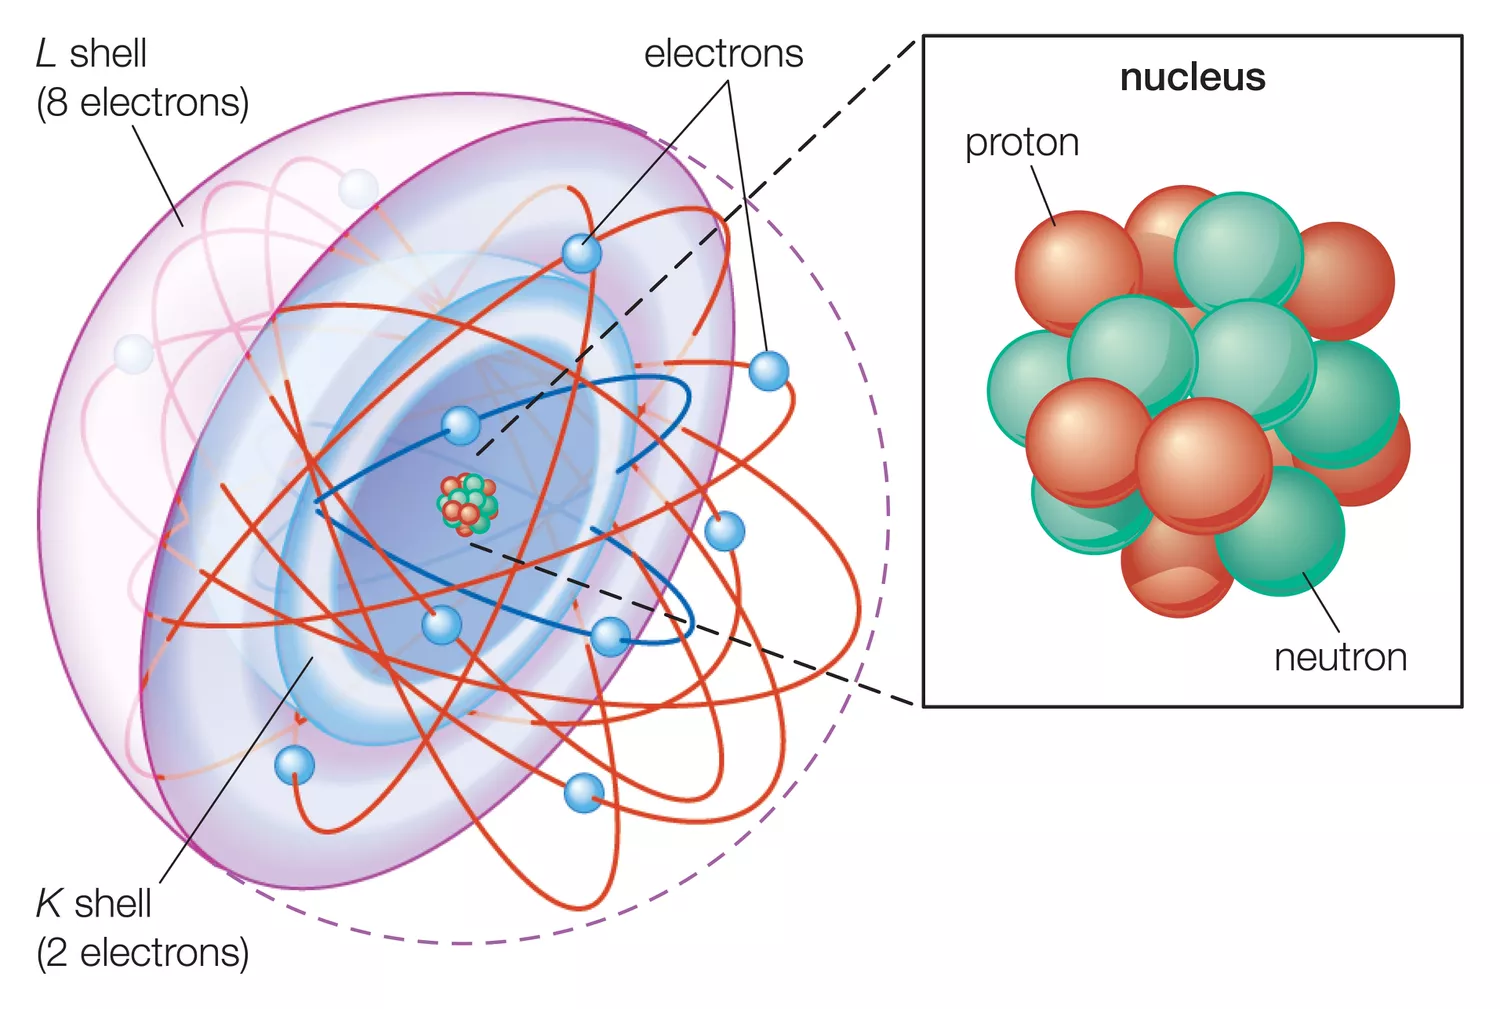 L shell
(8 electrons)
electrons
nucleus
proton
neutron
K shell
(2 electrons)